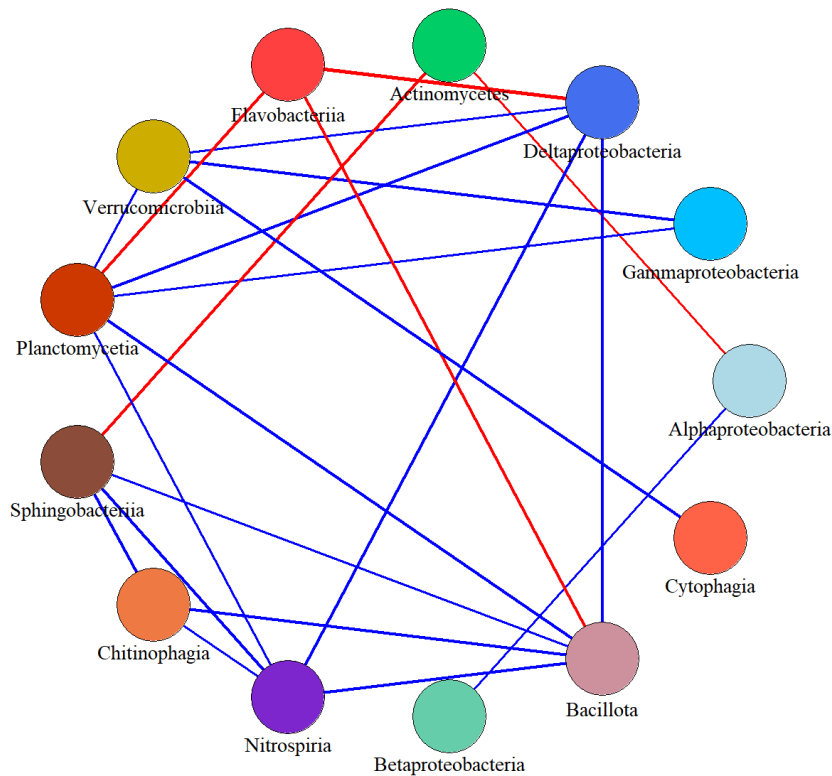 Actinomycetes
Flavobacteriia
Deltaproteobacteria
Verrucomicrobiia
Gammaproteobacteria
Planctomycetia
Alphaproteobacteria
Sphingobacteriia
Cytophagia
Chitinophagia
Bacillota
Nitrospiria
Betaproteobacteria